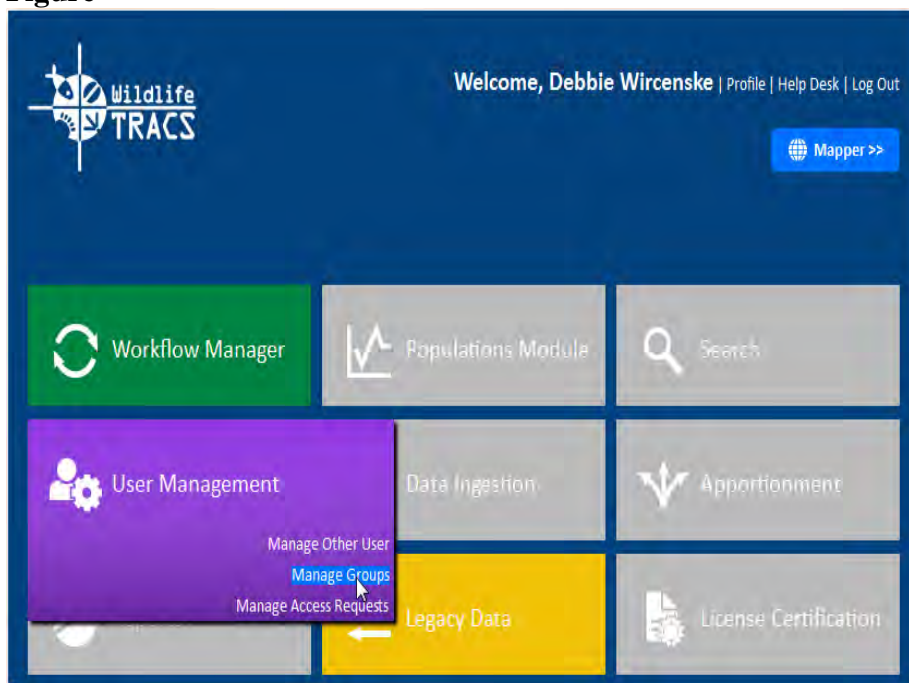 Wildlife
TRACS
Welcome, Debbie Wircenske | Profile | Help Desk | Log Out
Mapper >>
Workflow Manager
Populations Module
Search
User Management
Data Ingestion
Apportionment
Manage Other User
Manage Groups
Manage Access Requests
Legacy Data
License Certification